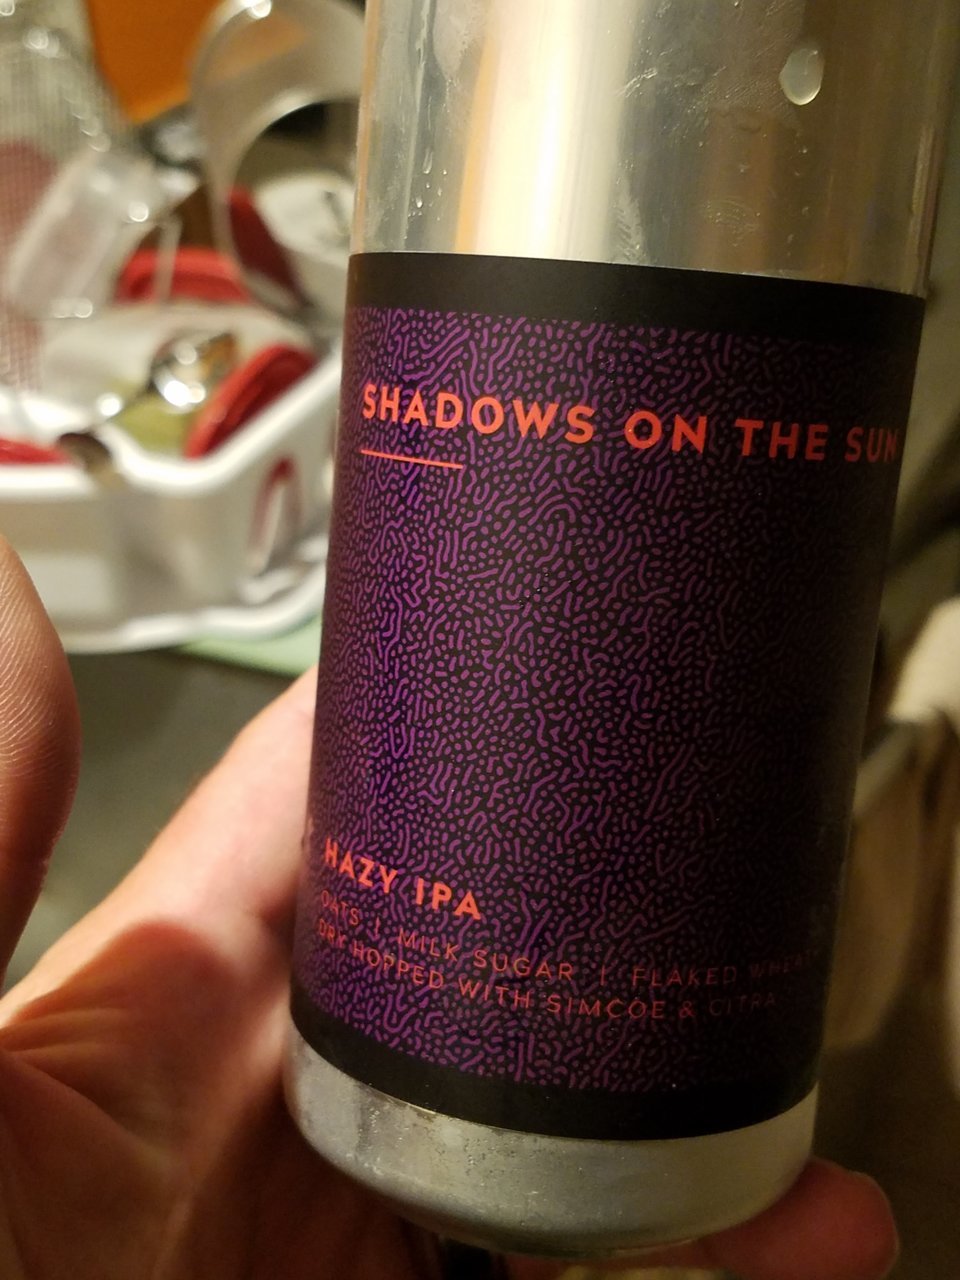 SHADOWS ON THE SUN
HAZY IPA
OATS | MILK SUGAR | FLAKED WHEAT
DRY HOPPED WITH SIMCOE & CITRA